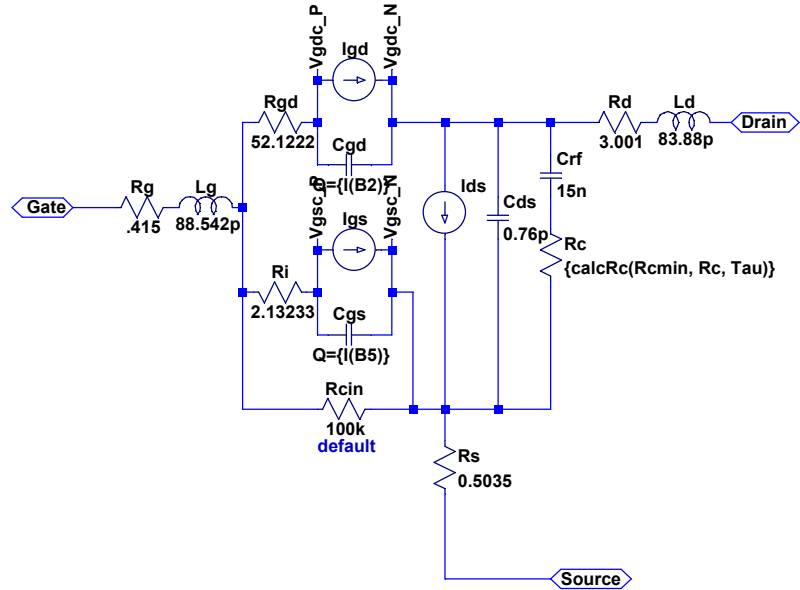 Vgdc_P
Vgdc_N
Igd
Rgd
52.1222
Cgd
Q={I(B2)}
Rd
3.001
Ld
83.88p
Drain
Crf
15n
Rg
.415
Lg
88.542p
Gate
Vgsc_P
Vgsc_N
Igs
Ids
Cds
0.76p
Rc
{calcRc(Rcmin, Rc, Tau)}
Ri
2.13233
Cgs
Q={I(B5)}
Rcin
100k
default
Rs
0.5035
Source